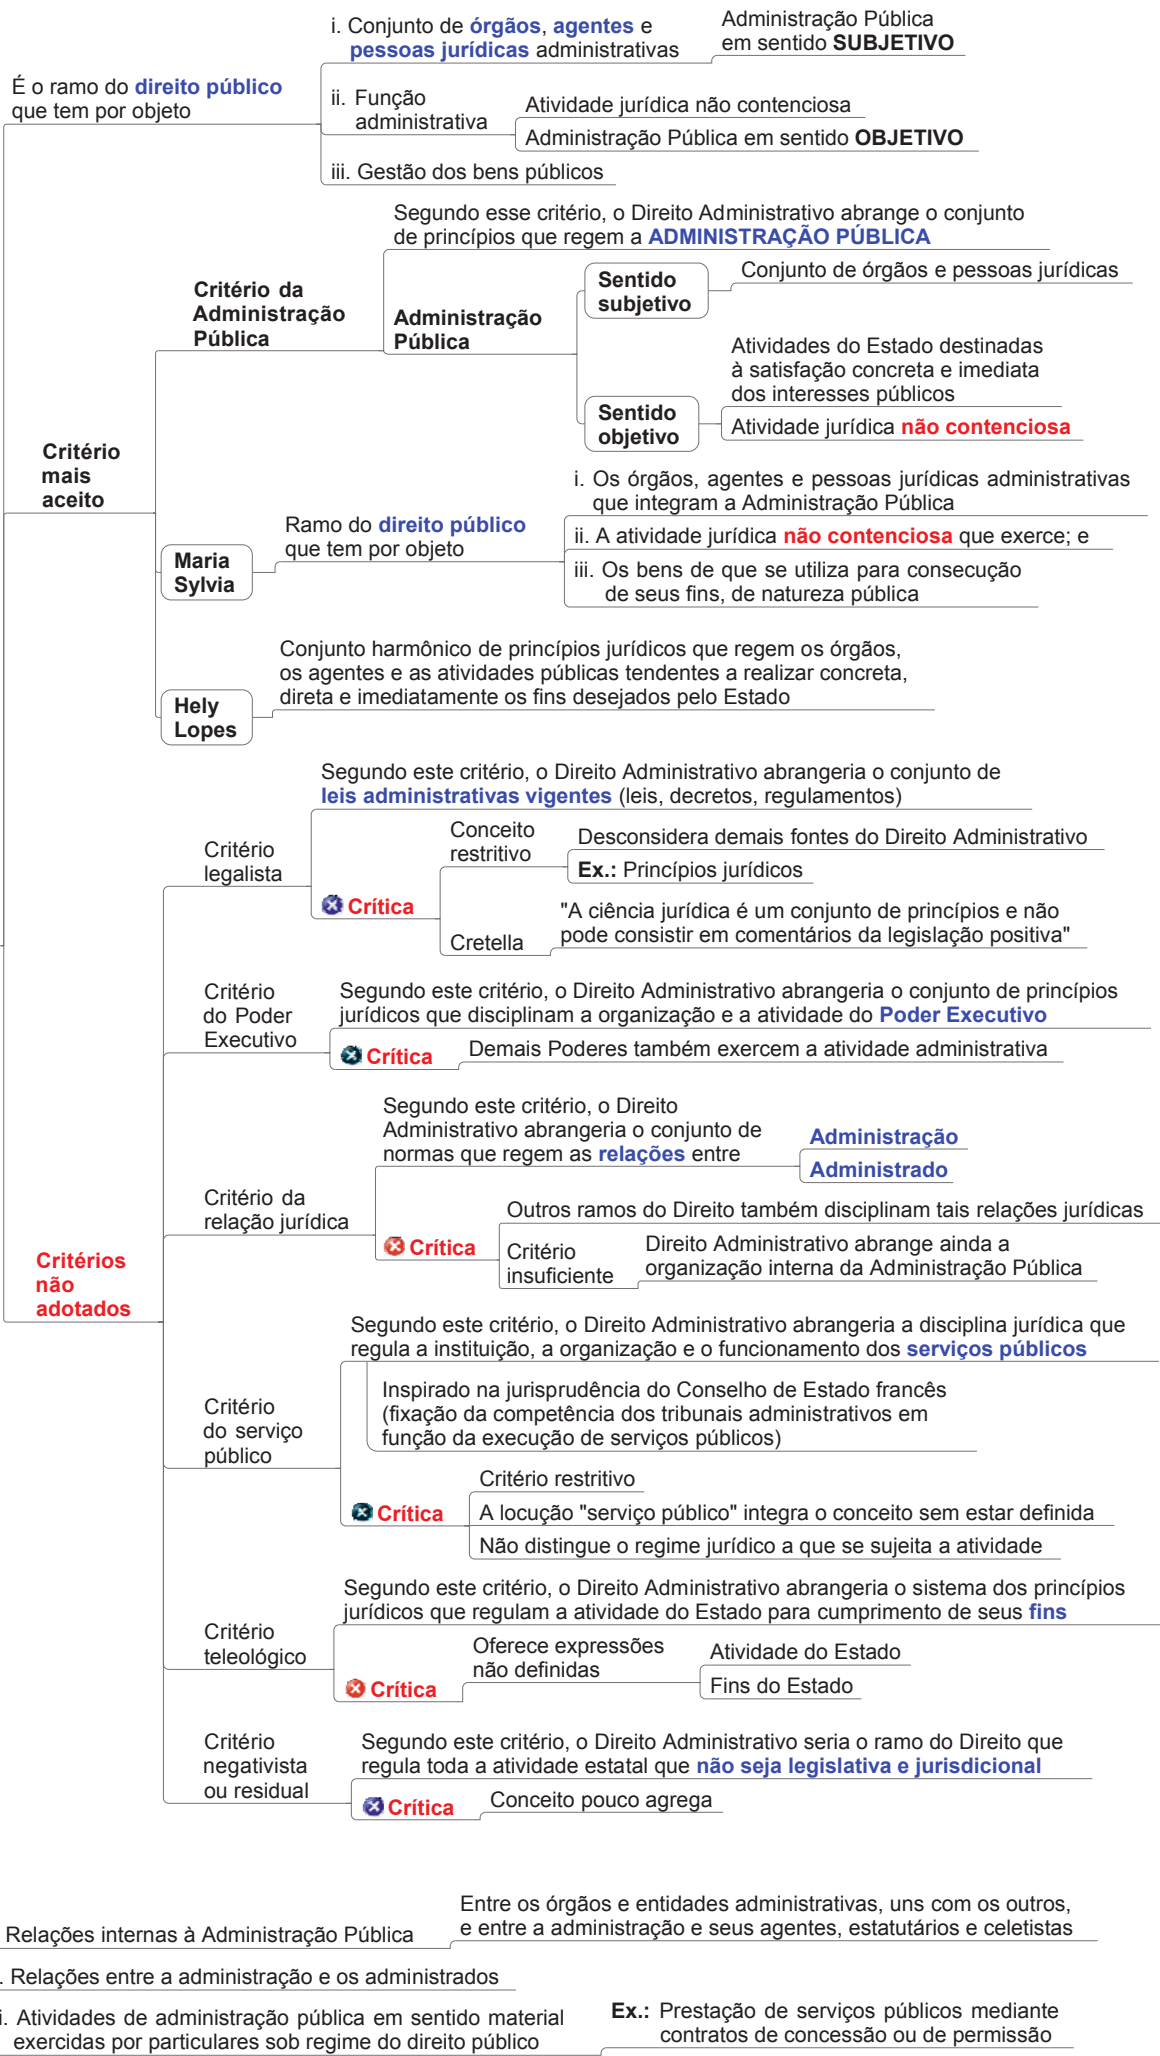 É o ramo do direito público
que tem por objeto
i. Conjunto de órgãos, agentes e
pessoas jurídicas administrativas
Administração Pública
em sentido SUBJETIVO
ii. Função
administrativa
Atividade jurídica não contenciosa
Administração Pública em sentido OBJETIVO
iii. Gestão dos bens públicos
Critério
mais
aceito
Critério da
Administração
Pública
Segundo esse critério, o Direito Administrativo abrange o conjunto
de princípios que regem a ADMINISTRAÇÃO PÚBLICA
Administração
Pública
Sentido
subjetivo
Conjunto de órgãos e pessoas jurídicas
Sentido
objetivo
Atividades do Estado destinadas
à satisfação concreta e imediata
dos interesses públicos
Atividade jurídica não contenciosa
Maria
Sylvia
Ramo do direito público
que tem por objeto
i. Os órgãos, agentes e pessoas jurídicas administrativas
que integram a Administração Pública
ii. A atividade jurídica não contenciosa que exerce; e
iii. Os bens de que se utiliza para consecução
de seus fins, de natureza pública
Hely
Lopes
Conjunto harmônico de princípios jurídicos que regem os órgãos,
os agentes e as atividades públicas tendentes a realizar concreta,
direta e imediatamente os fins desejados pelo Estado
Critérios
não
adotados
Critério
legalista
Segundo este critério, o Direito Administrativo abrangeria o conjunto de
leis administrativas vigentes (leis, decretos, regulamentos)
Crítica
Conceito
restritivo
Desconsidera demais fontes do Direito Administrativo
Ex.: Princípios jurídicos
Cretella
"A ciência jurídica é um conjunto de princípios e não
pode consistir em comentários da legislação positiva"
Critério
do Poder
Executivo
Segundo este critério, o Direito Administrativo abrangeria o conjunto de princípios
jurídicos que disciplinam a organização e a atividade do Poder Executivo
Crítica
Demais Poderes também exercem a atividade administrativa
Critério da
relação jurídica
Segundo este critério, o Direito
Administrativo abrangeria o conjunto de
normas que regem as relações entre
Administração
Administrado
Crítica
Outros ramos do Direito também disciplinam tais relações jurídicas
Critério
insuficiente
Direito Administrativo abrange ainda a
organização interna da Administração Pública
Critério
do serviço
público
Segundo este critério, o Direito Administrativo abrangeria a disciplina jurídica que
regula a instituição, a organização e o funcionamento dos serviços públicos
Inspirado na jurisprudência do Conselho de Estado francês
(fixação da competência dos tribunais administrativos em
função da execução de serviços públicos)
Crítica
Critério restritivo
A locução "serviço público" integra o conceito sem estar definida
Não distingue o regime jurídico a que se sujeita a atividade
Critério
teleológico
Segundo este critério, o Direito Administrativo abrangeria o sistema dos princípios
jurídicos que regulam a atividade do Estado para cumprimento de seus fins
Crítica
Oferece expressões
não definidas
Atividade do Estado
Fins do Estado
Critério
negativista
ou residual
Segundo este critério, o Direito Administrativo seria o ramo do Direito que
regula toda a atividade estatal que não seja legislativa e jurisdicional
Crítica
Conceito pouco agrega
Relações internas à Administração Pública
Entre os órgãos e entidades administrativas, uns com os outros,
e entre a administração e seus agentes, estatutários e celetistas
. Relações entre a administração e os administrados
i. Atividades de administração pública em sentido material
exercidas por particulares sob regime do direito público
Ex.: Prestação de serviços públicos mediante
contratos de concessão ou de permissão